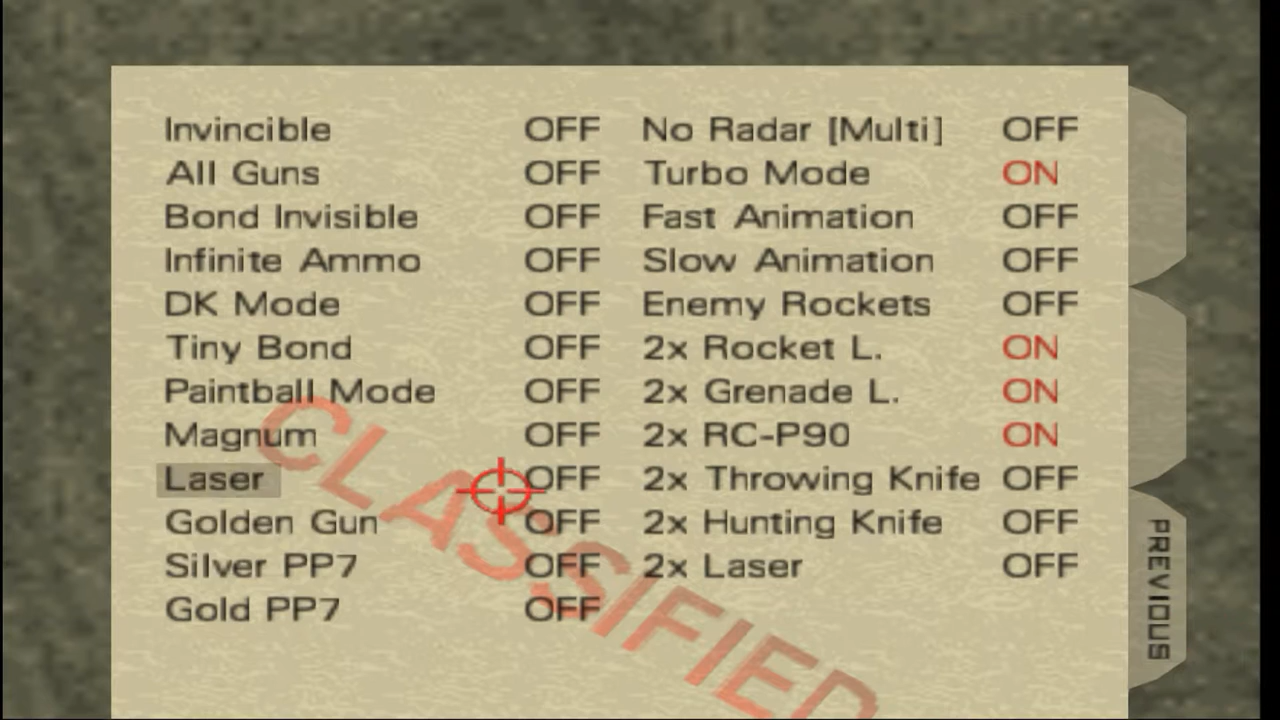 Invincible OFF No Radar [Multi] OFF
All Guns OFF Turbo Mode ON
Bond Invisible OFF Fast Animation OFF
Infinite Ammo OFF Slow Animation OFF
DK Mode OFF Enemy Rockets OFF
Tiny Bond OFF 2x Rocket L. ON
Paintball Mode OFF 2x Grenade L. ON
Magnum OFF 2x RC-P90 ON
Laser OFF 2x Throwing Knife OFF
Golden Gun OFF 2x Hunting Knife OFF
Silver PP7 OFF 2x Laser OFF
Gold PP7 OFF
CLASSIFIED
PREVIOUS